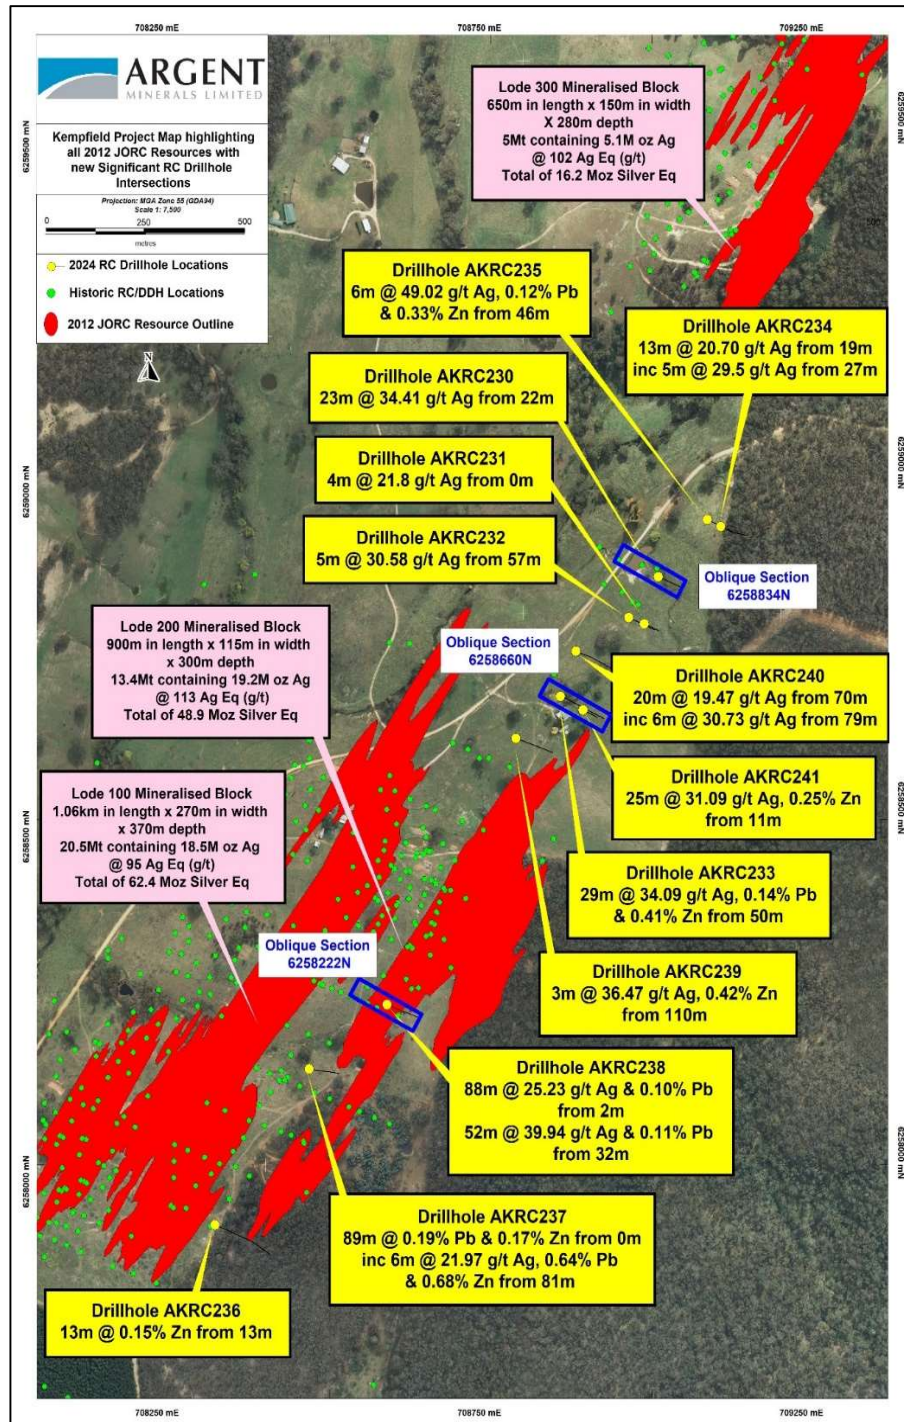 708250 mE
708750 mE
709250 mE
ARGENT
MINERALS LIMITED
Kempfield Project Map highlighting
all 2012 JORC Resources with
new Significant RC Drillhole
Intersections
Projection: MGA Zone 55 (GDA94)
Scale 1: 7,500
0 250 500
metres
2024 RC Drillhole Locations
Historic RC/DDH Locations
2012 JORC Resource Outline
N
6259500 mN
6259500 mN
Lode 300 Mineralised Block
650m in length x 150m in width
X 280m depth
5Mt containing 5.1M oz Ag
@ 102 Ag Eq (g/t)
Total of 16.2 Moz Silver Eq
Drillhole AKRC235
6m @ 49.02 g/t Ag, 0.12% Pb
& 0.33% Zn from 46m
Drillhole AKRC234
13m @ 20.70 g/t Ag from 19m
inc 5m @ 29.5 g/t Ag from 27m
Drillhole AKRC230
23m @ 34.41 g/t Ag from 22m
Drillhole AKRC231
4m @ 21.8 g/t Ag from 0m
6259000 mN
6259000 mN
Drillhole AKRC232
5m @ 30.58 g/t Ag from 57m
Oblique Section
6258834N
Lode 200 Mineralised Block
900m in length x 115m in width
x 300m depth
13.4Mt containing 19.2M oz Ag
@ 113 Ag Eq (g/t)
Total of 48.9 Moz Silver Eq
Oblique Section
6258660N
Drillhole AKRC240
20m @ 19.47 g/t Ag from 70m
inc 6m @ 30.73 g/t Ag from 79m
Drillhole AKRC241
25m @ 31.09 g/t Ag, 0.25% Zn
from 11m
Lode 100 Mineralised Block
1.06km in length x 270m in width
x 370m depth
20.5Mt containing 18.5M oz Ag
@ 95 Ag Eq (g/t)
Total of 62.4 Moz Silver Eq
6258500 mN
6258500 mN
Drillhole AKRC233
29m @ 34.09 g/t Ag, 0.14% Pb
& 0.41% Zn from 50m
Oblique Section
6258222N
Drillhole AKRC239
3m @ 36.47 g/t Ag, 0.42% Zn
from 110m
Drillhole AKRC238
88m @ 25.23 g/t Ag & 0.10% Pb
from 2m
52m @ 39.94 g/t Ag & 0.11% Pb
from 32m
6258000 mN
6258000 mN
Drillhole AKRC237
89m @ 0.19% Pb & 0.17% Zn from 0m
inc 6m @ 21.97 g/t Ag, 0.64% Pb
& 0.68% Zn from 81m
Drillhole AKRC236
13m @ 0.15% Zn from 13m
708250 mE
708750 mE
709250 mE